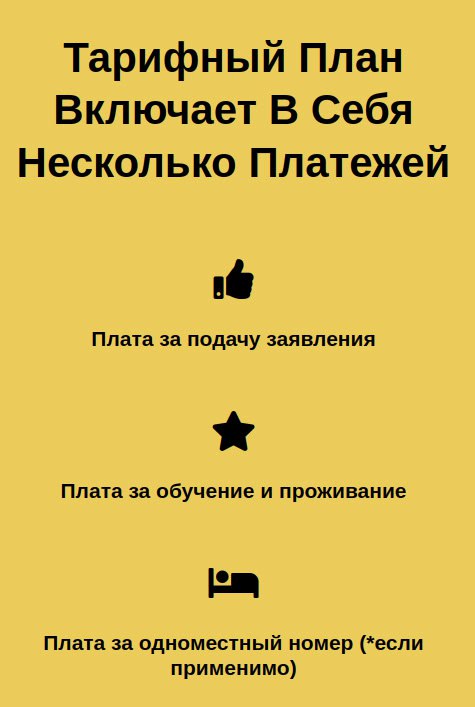 Тарифный План
Включает В Себя
Несколько Платежей
Плата за подачу заявления
Плата за обучение и проживание
Плата за одноместный номер (*если
применимо)